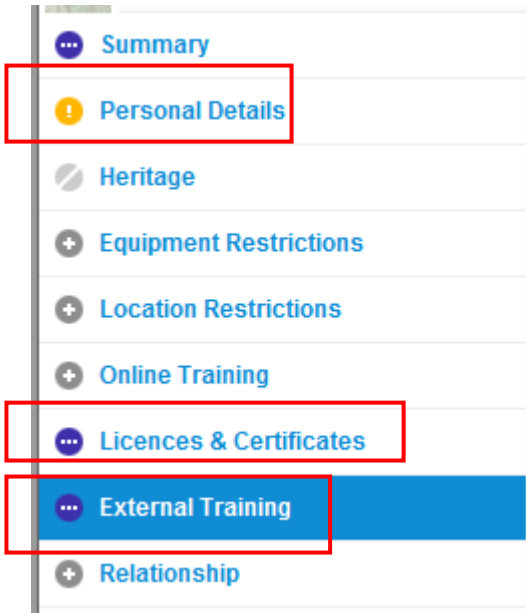 Summary
Personal Details
Heritage
Equipment Restrictions
Location Restrictions
Online Training
Licences & Certificates
External Training
Relationship